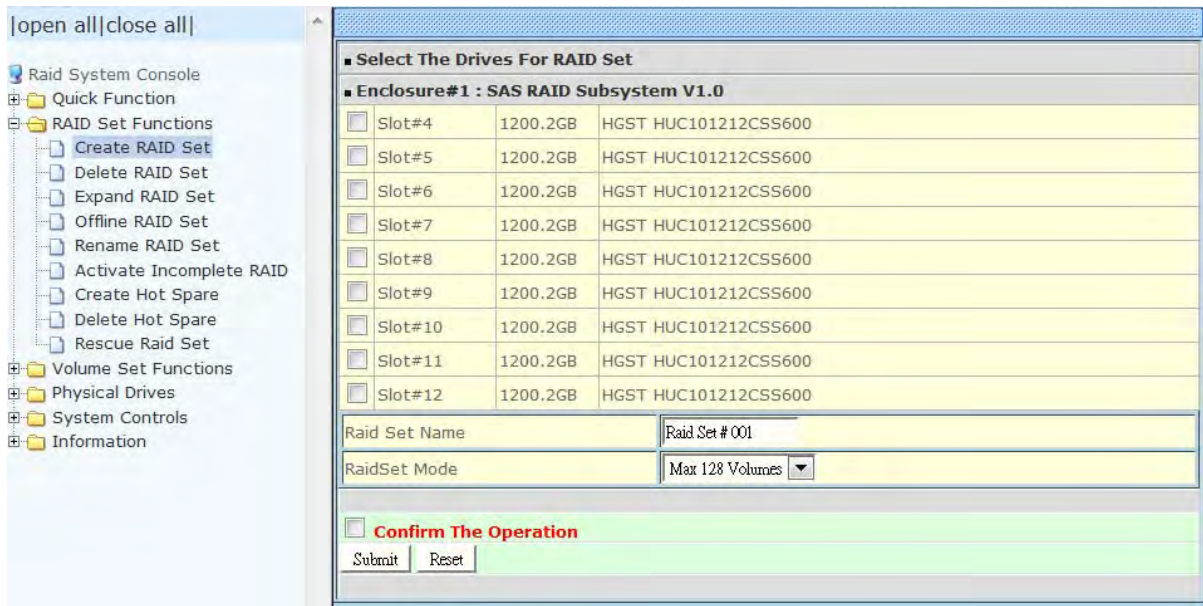 |open all|close all|
Raid System Console
Quick Function
RAID Set Functions
Create RAID Set
Delete RAID Set
Expand RAID Set
Offline RAID Set
Rename RAID Set
Activate Incomplete RAID
Create Hot Spare
Delete Hot Spare
Rescue Raid Set
Volume Set Functions
Physical Drives
System Controls
Information
Select The Drives For RAID Set
Enclosure#1 : SAS RAID Subsystem V1.0
Slot#4 1200.2GB HGST HUC101212CSS600
Slot#5 1200.2GB HGST HUC101212CSS600
Slot#6 1200.2GB HGST HUC101212CSS600
Slot#7 1200.2GB HGST HUC101212CSS600
Slot#8 1200.2GB HGST HUC101212CSS600
Slot#9 1200.2GB HGST HUC101212CSS600
Slot#10 1200.2GB HGST HUC101212CSS600
Slot#11 1200.2GB HGST HUC101212CSS600
Slot#12 1200.2GB HGST HUC101212CSS600
Raid Set Name Raid Set # 001
RaidSet Mode Max 128 Volumes
Confirm The Operation
Submit Reset